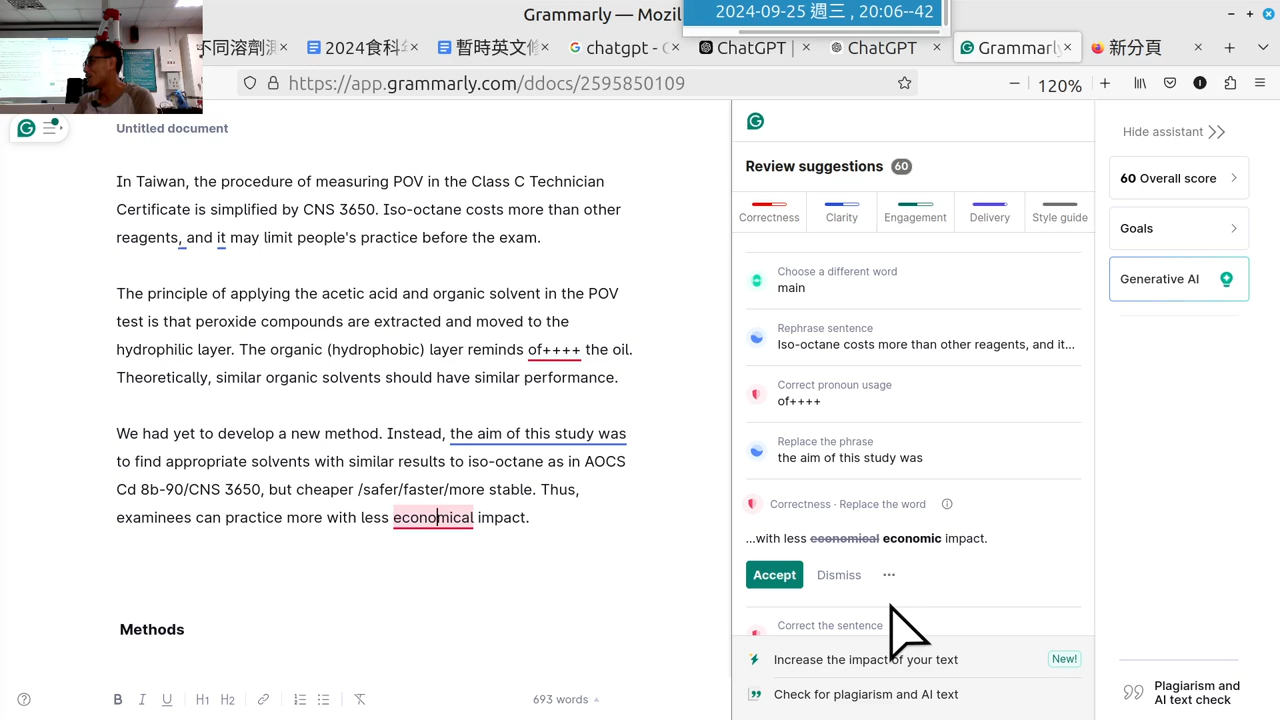 Grammarly — Mozil
2024-09-25 週三 , 20:06--42
不同溶劑測
2024食科
暫時英文修
chatgpt - G
ChatGPT
ChatGPT
Grammarly
新分頁
https://app.grammarly.com/ddocs/2595850109
120%
Untitled document
In Taiwan, the procedure of measuring POV in the Class C Technician
Certificate is simplified by CNS 3650. Iso-octane costs more than other
reagents, and it may limit people's practice before the exam.
The principle of applying the acetic acid and organic solvent in the POV
test is that peroxide compounds are extracted and moved to the
hydrophilic layer. The organic (hydrophobic) layer reminds of++++ the oil.
Theoretically, similar organic solvents should have similar performance.
We had yet to develop a new method. Instead, the aim of this study was
to find appropriate solvents with similar results to iso-octane as in AOCS
Cd 8b-90/CNS 3650, but cheaper /safer/faster/more stable. Thus,
examinees can practice more with less economical impact.
Methods
B I U H1 H2
693 words
Review suggestions 60
Correctness Clarity Engagement Delivery Style guide
Choose a different word
main
Rephrase sentence
Iso-octane costs more than other reagents, and it...
Correct pronoun usage
of++++
Replace the phrase
the aim of this study was
Correctness · Replace the word
...with less economical economic impact.
Accept Dismiss
Correct the sentence
Increase the impact of your text New!
Check for plagiarism and AI text
Hide assistant
60 Overall score
Goals
Generative AI
Plagiarism and
AI text check